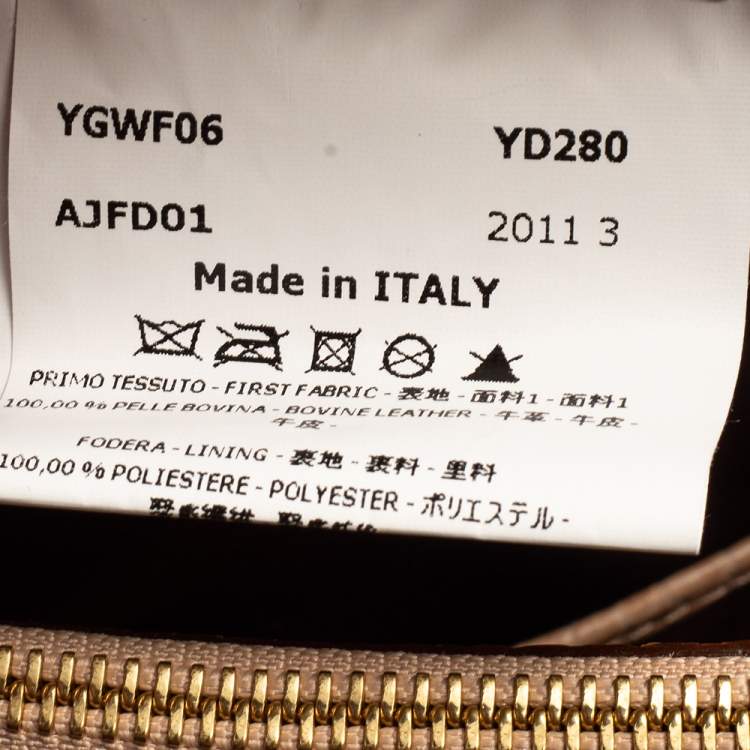 YGWF06 YD280
AJFD01 2011 3
Made in ITALY
PRIMO TESSUTO - FIRST FABRIC - 表地 - 面料1 - 面料1
100,00 % PELLE BOVINA - BOVINE LEATHER - 牛革 - 牛皮 -
牛皮 -
FODERA - LINING - 裏地 - 裏料 - 里料
100,00 % POLIESTERE - POLYESTER - ポリエステル -